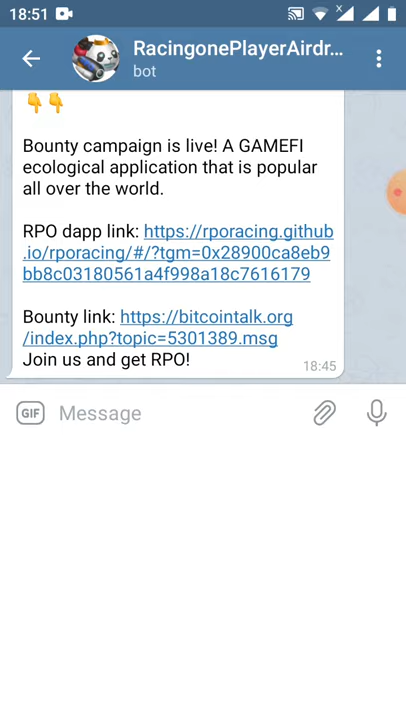 18:51
RacingonePlayerAirdr...
bot
Bounty campaign is live! A GAMEFI
ecological application that is popular
all over the world.
RPO dapp link: https://rporacing.github
.io/rporacing/#/?tgm=0x28900ca8eb9
bb8c03180561a4f998a18c7616179
Bounty link: https://bitcointalk.org
/index.php?topic=5301389.msg
Join us and get RPO!
18:45
GIF
Message